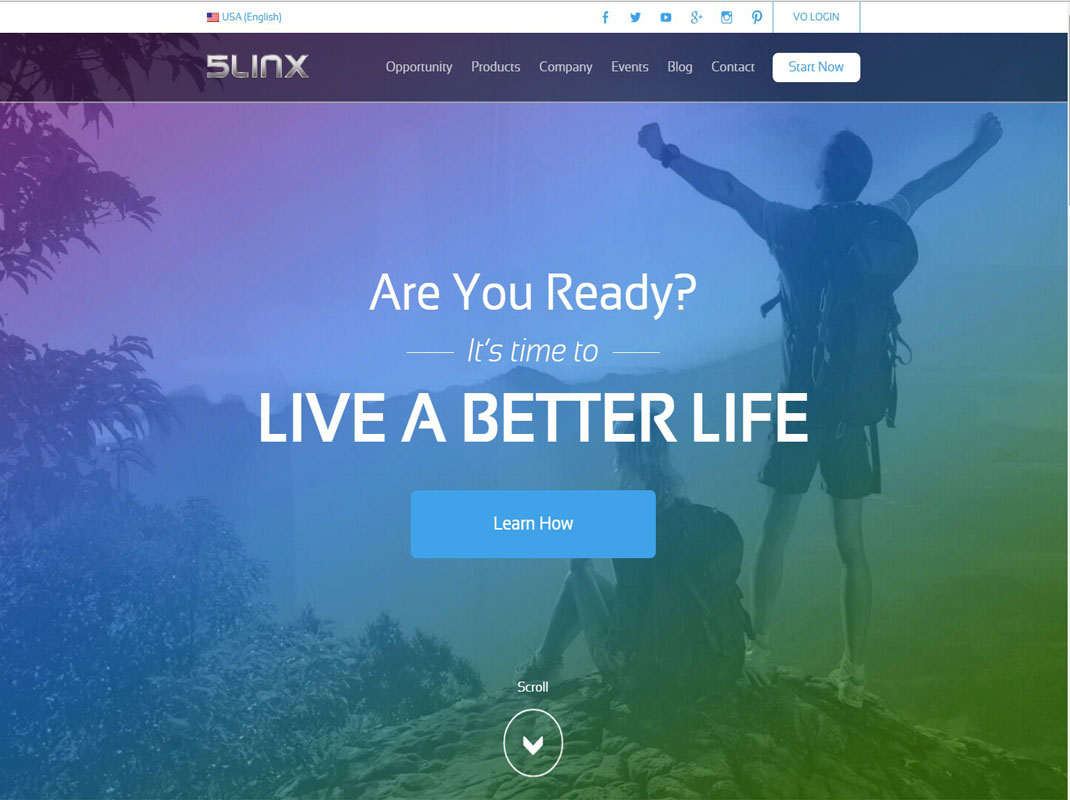 USA (English)
VO LOGIN
5LINX
Opportunity Products Company Events Blog Contact Start Now
Are You Ready?
It's time to
LIVE A BETTER LIFE
Learn How
Scroll